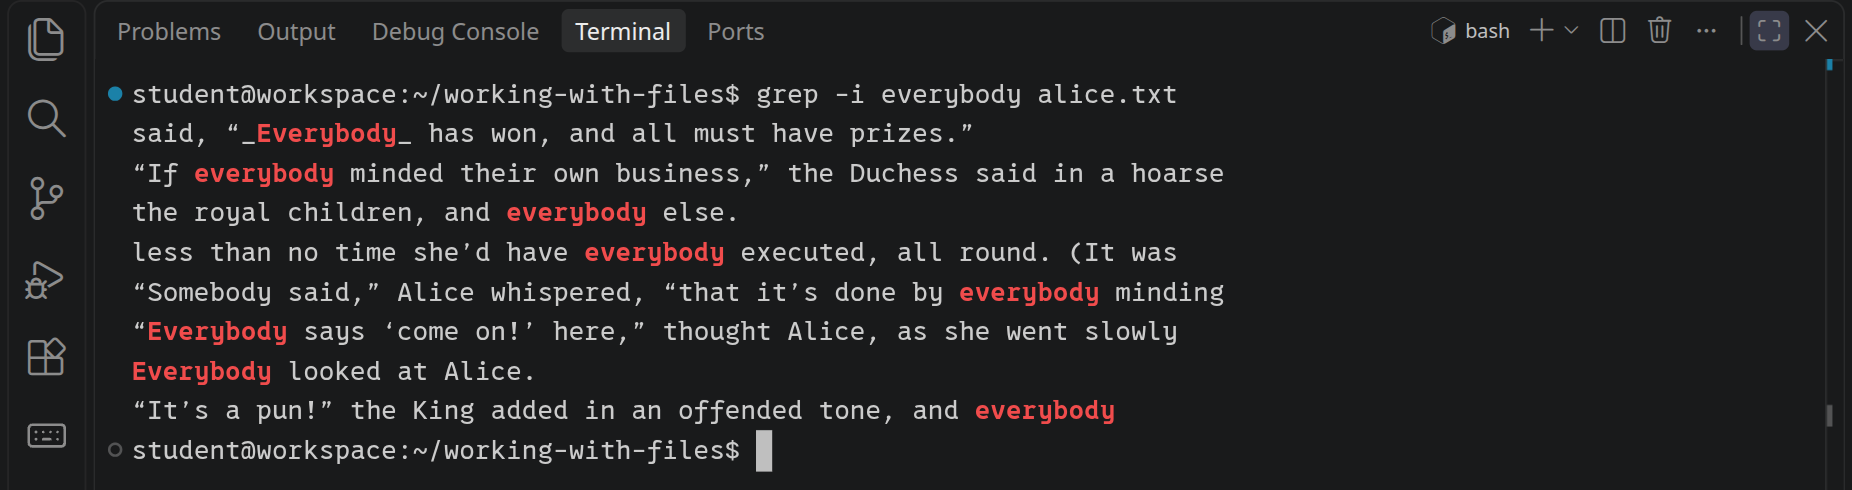 Problems Output Debug Console Terminal Ports bash
student@workspace:~/working-with-files$ grep -i everybody alice.txt
said, “_Everybody_ has won, and all must have prizes.”
“If everybody minded their own business,” the Duchess said in a hoarse
the royal children, and everybody else.
less than no time she’d have everybody executed, all round. (It was
“Somebody said,” Alice whispered, “that it’s done by everybody minding
“Everybody says ‘come on!’ here,” thought Alice, as she went slowly
Everybody looked at Alice.
“It’s a pun!” the King added in an offended tone, and everybody
student@workspace:~/working-with-files$